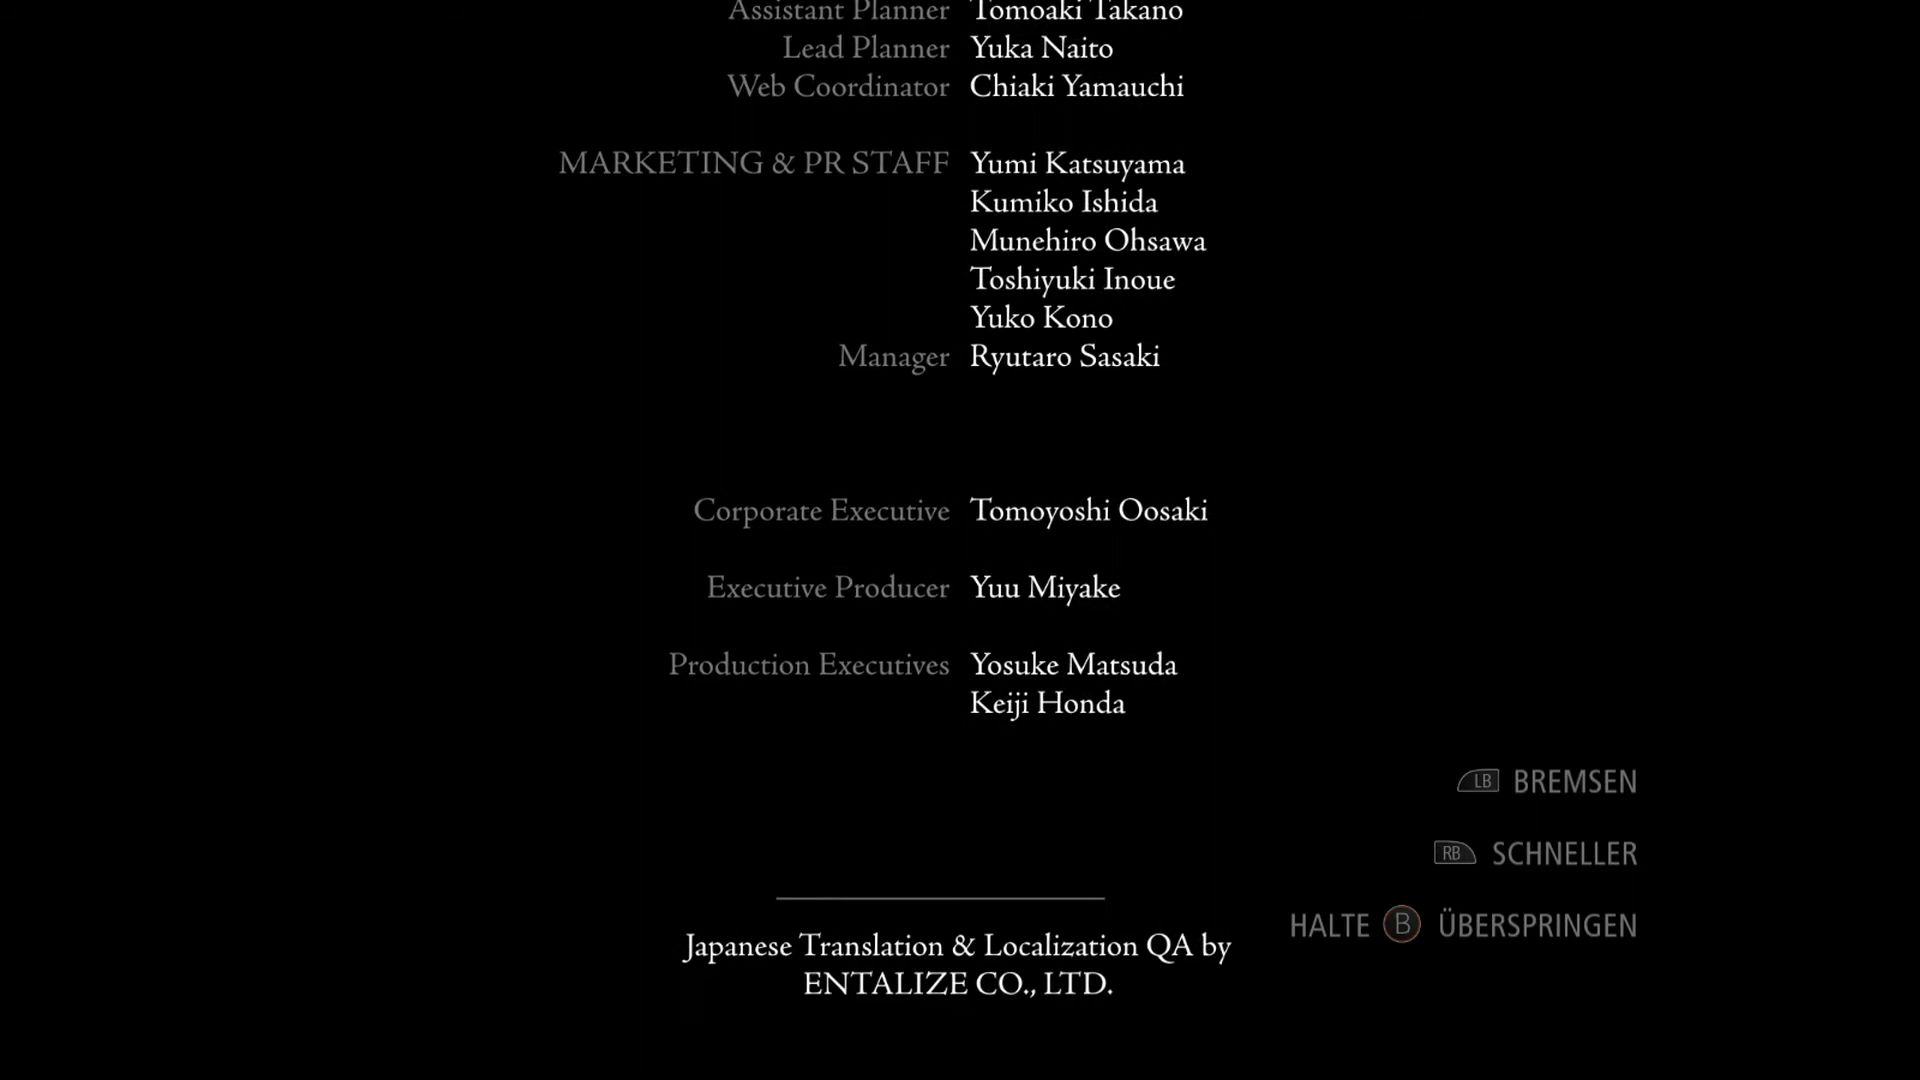 Assistant Planner Tomoaki Takano
Lead Planner Yuka Naito
Web Coordinator Chiaki Yamauchi
MARKETING & PR STAFF Yumi Katsuyama
Kumiko Ishida
Munehiro Ohsawa
Toshiyuki Inoue
Yuko Kono
Manager Ryutaro Sasaki
Corporate Executive Tomoyoshi Oosaki
Executive Producer Yuu Miyake
Production Executives Yosuke Matsuda
Keiji Honda
LB BREMSEN
RB SCHNELLER
HALTE B ÜBERSPRINGEN
Japanese Translation & Localization QA by
ENTALIZE CO., LTD.